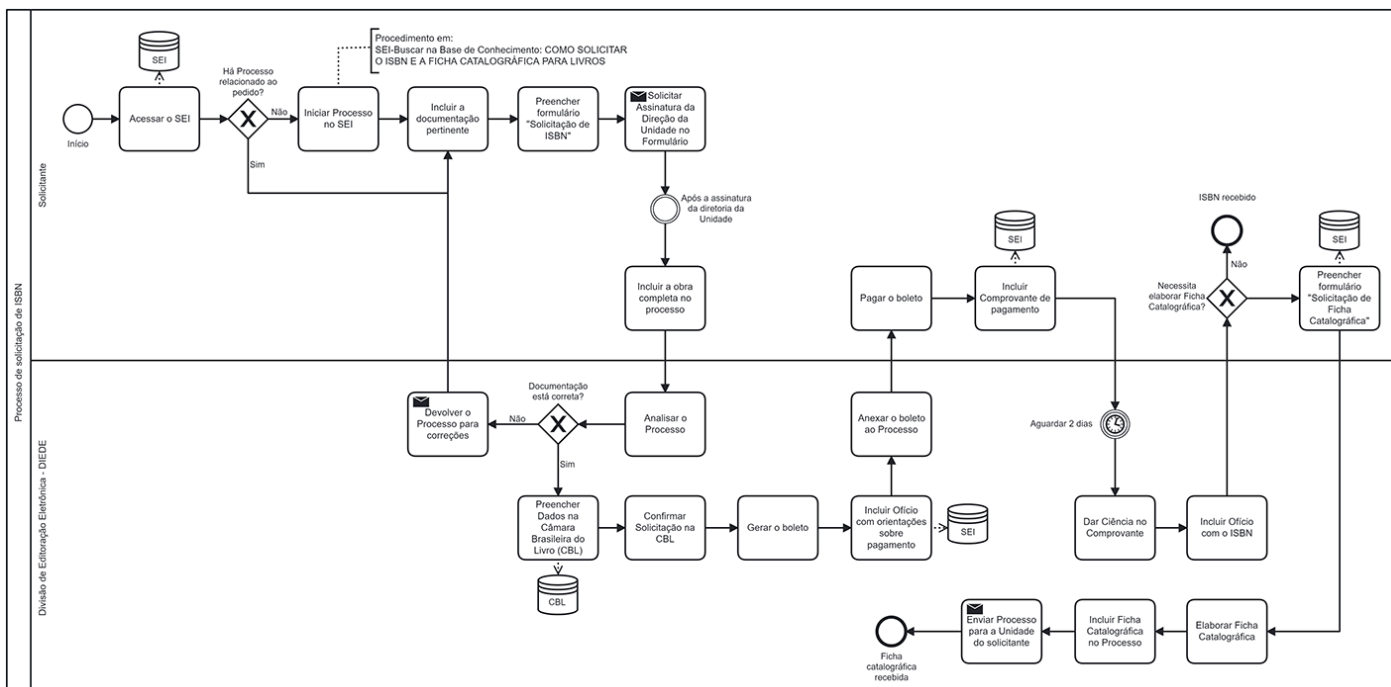 Processo de solicitação de ISBN
Solicitante
Início
Acessar o SEI
SEI
Há Processo
relacionado ao
pedido?
Não
Sim
Procedimento em:
SEI-Buscar na Base de Conhecimento: COMO SOLICITAR
O ISBN E A FICHA CATALOGRÁFICA PARA LIVROS
Iniciar Processo
no SEI
Incluir a
documentação
pertinente
Preencher
formulário
"Solicitação de
ISBN"
Solicitar
Assinatura da
Direção da
Unidade no
Formulário
Após a assinatura
da diretoria da
Unidade
Incluir a obra
completa no
processo
Pagar o boleto
SEI
Incluir
Comprovante de
pagamento
ISBN recebido
Não
Necessita
elaborar Ficha
Catalográfica?
SEI
Preencher
formulário
"Solicitação de
Ficha
Catalográfica"
Divisão de Editoração Eletrônica - DIEDE
Devolver o
Processo para
correções
Não
Documentação
está correta?
Sim
Analisar o
Processo
Preencher
Dados na
Câmara
Brasileira do
Livro (CBL)
CBL
Confirmar
Solicitação na
CBL
Gerar o boleto
Incluir Ofício
com orientações
sobre
pagamento
SEI
Anexar o boleto
ao Processo
Aguardar 2 dias
Dar Ciência no
Comprovante
Incluir Ofício
com o ISBN
Elaborar Ficha
Catalográfica
Incluir Ficha
Catalográfica
no Processo
Enviar Processo
para a Unidade
do solicitante
Ficha
catalográfica
recebida